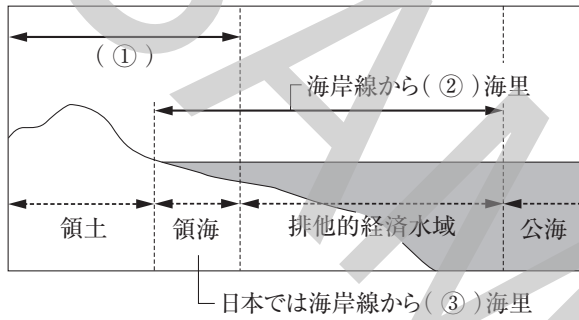 ( ① )
海岸線から( ② )海里
領土 領海 排他的経済水域 公海
日本では海岸線から( ③ )海里